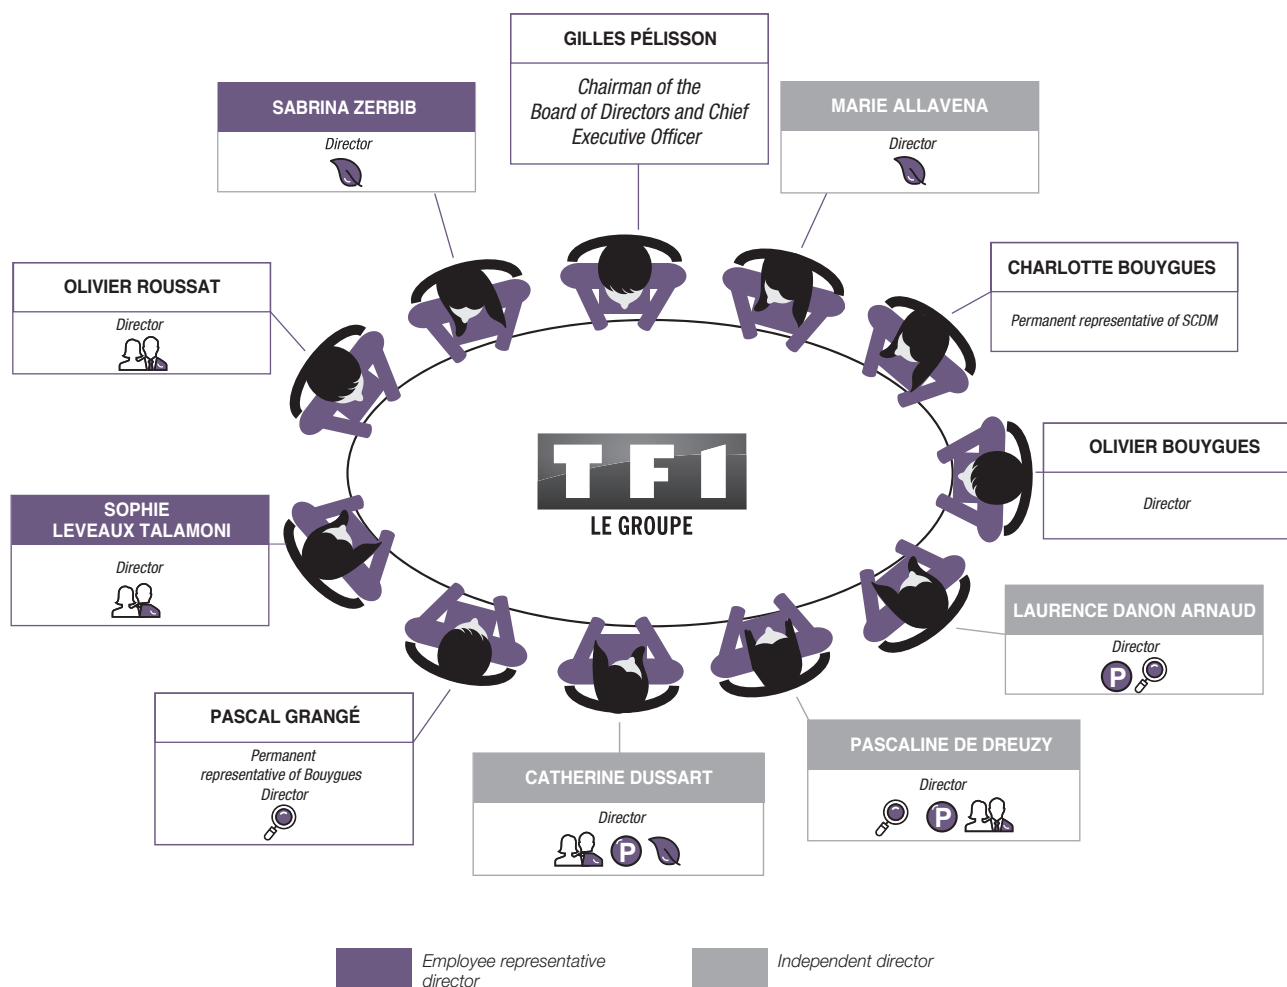 GILLES PÉLISSON
Chairman of the
Board of Directors and Chief
Executive Officer
SABRINA ZERBIB
Director
MARIE ALLAVENA
Director
OLIVIER ROUSSAT
Director
CHARLOTTE BOUYGUES
Permanent representative of SCDM
OLIVIER BOUYGUES
Director
TF1
LE GROUPE
SOPHIE
LEVEAUX TALAMONI
Director
LAURENCE DANON ARNAUD
Director
P
PASCAL GRANGÉ
Permanent
representative of Bouygues
Director
CATHERINE DUSSART
Director
P
PASCALINE DE DREUZY
Director
P
Employee representative
director
Independent director